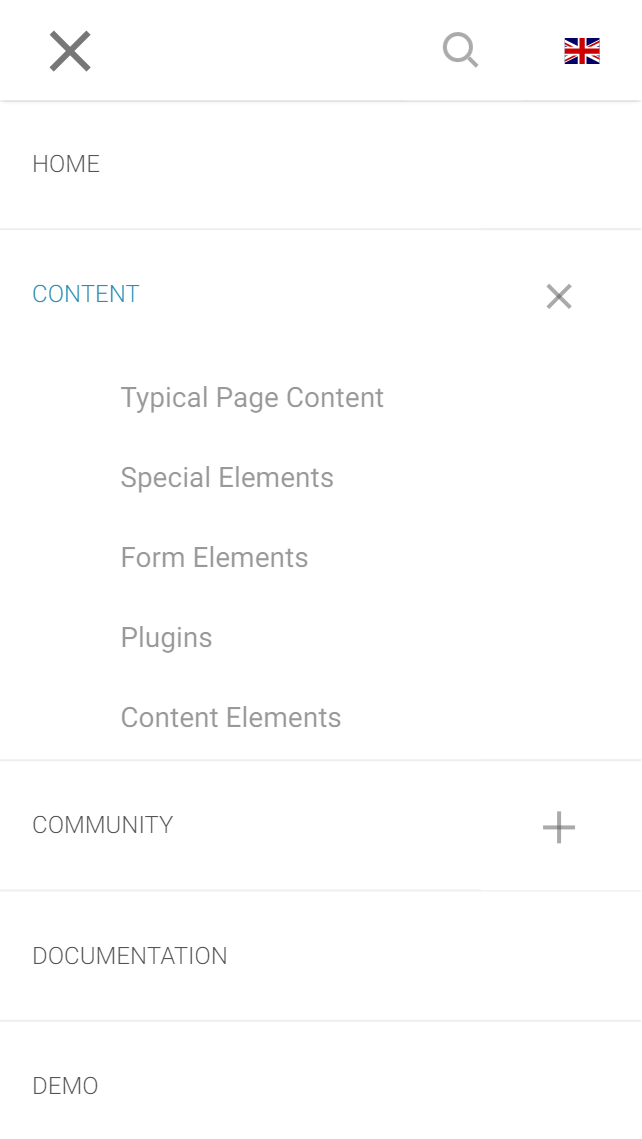 HOME
CONTENT
Typical Page Content
Special Elements
Form Elements
Plugins
Content Elements
COMMUNITY
DOCUMENTATION
DEMO